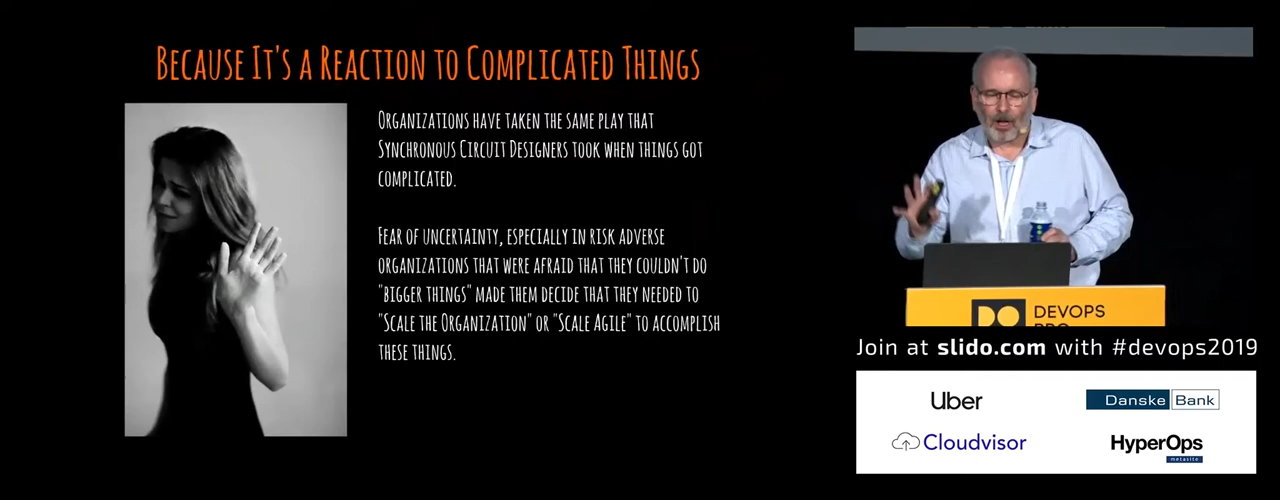 Because It's a Reaction to Complicated Things
Organizations have taken the same play that
Synchronous Circuit Designers took when things got
complicated.
Fear of uncertainty, especially in risk adverse
organizations that were afraid that they couldn't do
"bigger things" made them decide that they needed to
"Scale the Organization" or "Scale Agile" to accomplish
these things.
DEVOPS
PRO
Join at slido.com with #devops2019
Uber
Danske Bank
Cloudvisor
HyperOps
metasite